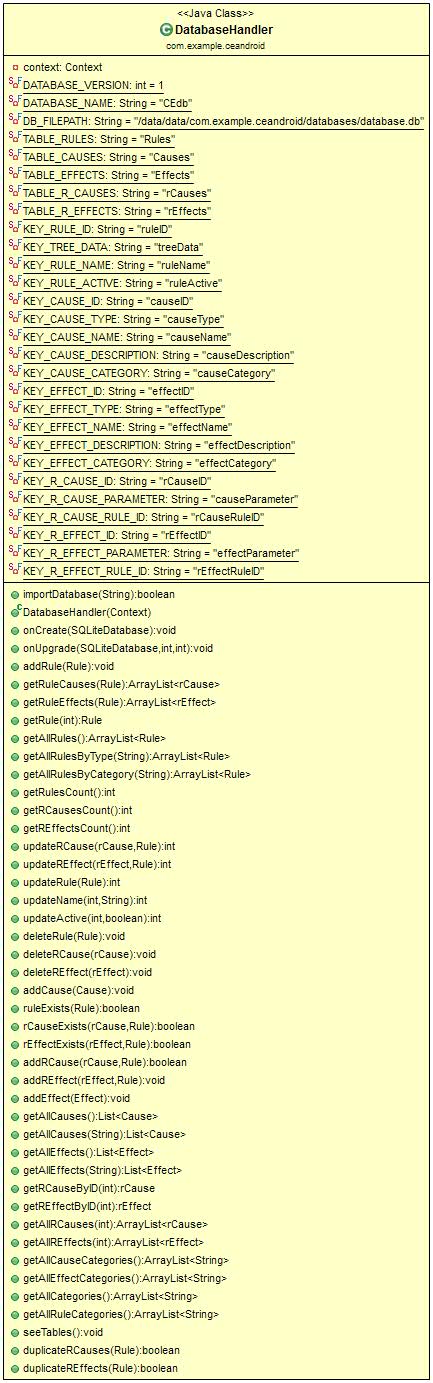 <<Java Class>>
DatabaseHandler
com.example.ceandroid
context: Context
DATABASE_VERSION: int = 1
DATABASE_NAME: String = "CEdb"
DB_FILEPATH: String = "/data/data/com.example.ceandroid/databases/database.db"
TABLE_RULES: String = "Rules"
TABLE_CAUSES: String = "Causes"
TABLE_EFFECTS: String = "Effects"
TABLE_R_CAUSES: String = "rCauses"
TABLE_R_EFFECTS: String = "rEffects"
KEY_RULE_ID: String = "ruleID"
KEY_TREE_DATA: String = "treeData"
KEY_RULE_NAME: String = "ruleName"
KEY_RULE_ACTIVE: String = "ruleActive"
KEY_CAUSE_ID: String = "causeID"
KEY_CAUSE_TYPE: String = "causeType"
KEY_CAUSE_NAME: String = "causeName"
KEY_CAUSE_DESCRIPTION: String = "causeDescription"
KEY_CAUSE_CATEGORY: String = "causeCategory"
KEY_EFFECT_ID: String = "effectID"
KEY_EFFECT_TYPE: String = "effectType"
KEY_EFFECT_NAME: String = "effectName"
KEY_EFFECT_DESCRIPTION: String = "effectDescription"
KEY_EFFECT_CATEGORY: String = "effectCategory"
KEY_R_CAUSE_ID: String = "rCauseID"
KEY_R_CAUSE_PARAMETER: String = "causeParameter"
KEY_R_CAUSE_RULE_ID: String = "rCauseRuleID"
KEY_R_EFFECT_ID: String = "rEffectID"
KEY_R_EFFECT_PARAMETER: String = "effectParameter"
KEY_R_EFFECT_RULE_ID: String = "rEffectRuleID"
importDatabase(String):boolean
DatabaseHandler(Context)
onCreate(SQLiteDatabase):void
onUpgrade(SQLiteDatabase,int,int):void
addRule(Rule):void
getRuleCauses(Rule):ArrayList<rCause>
getRuleEffects(Rule):ArrayList<rEffect>
getRule(int):Rule
getAllRules():ArrayList<Rule>
getAllRulesByType(String):ArrayList<Rule>
getAllRulesByCategory(String):ArrayList<Rule>
getRulesCount():int
getRCausesCount():int
getREffectsCount():int
updateRCause(rCause,Rule):int
updateREffect(rEffect,Rule):int
updateRule(Rule):int
updateName(int,String):int
updateActive(int,boolean):int
deleteRule(Rule):void
deleteRCause(rCause):void
deleteREffect(rEffect):void
addCause(Cause):void
ruleExists(Rule):boolean
rCauseExists(rCause,Rule):boolean
rEffectExists(rEffect,Rule):boolean
addRCause(rCause,Rule):boolean
addREffect(rEffect,Rule):void
addEffect(Effect):void
getAllCauses():List<Cause>
getAllCauses(String):List<Cause>
getAllEffects():List<Effect>
getAllEffects(String):List<Effect>
getRCauseByID(int):rCause
getREffectByID(int):rEffect
getAllRCauses(int):ArrayList<rCause>
getAllREffects(int):ArrayList<rEffect>
getAllCauseCategories():ArrayList<String>
getAllEffectCategories():ArrayList<String>
getAllCategories():ArrayList<String>
getAllRuleCategories():ArrayList<String>
seeTables():void
duplicateRCauses(Rule):boolean
duplicateREffects(Rule):boolean